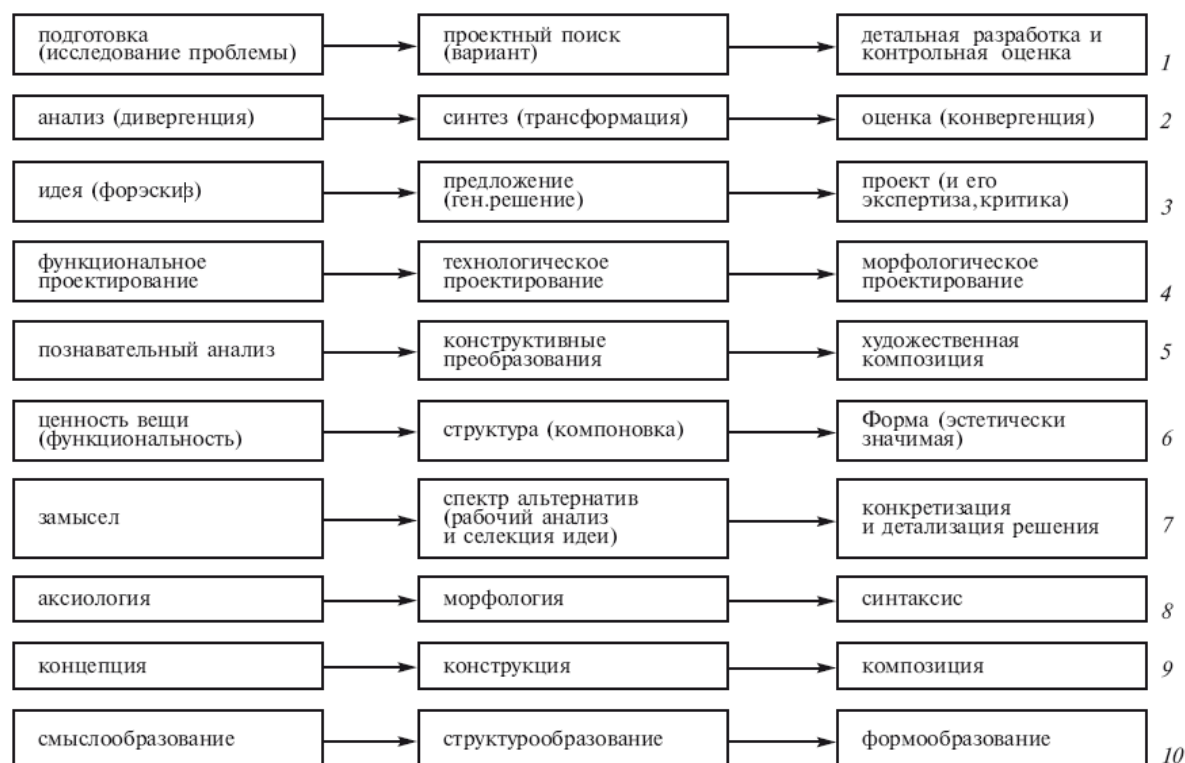 подготовка
(исследование проблемы)
проектный поиск
(вариант)
детальная разработка и
контрольная оценка
1
анализ (дивергенция)
синтез (трансформация)
оценка (конвергенция)
2
идея (форэскиз)
предложение
(ген.решение)
проект (и его
экспертиза,критика)
3
функциональное
проектирование
технологическое
проектирование
морфологическое
проектирование
4
познавательный анализ
конструктивные
преобразования
художественная
композиция
5
ценность вещи
(функциональность)
структура (компоновка)
Форма (эстетически
значимая)
6
замысел
спектр альтернатив
(рабочий анализ
и селекция идеи)
конкретизация
и детализация решения
7
аксиология
морфология
синтаксис
8
концепция
конструкция
композиция
9
смыслообразование
структурообразование
формообразование
10